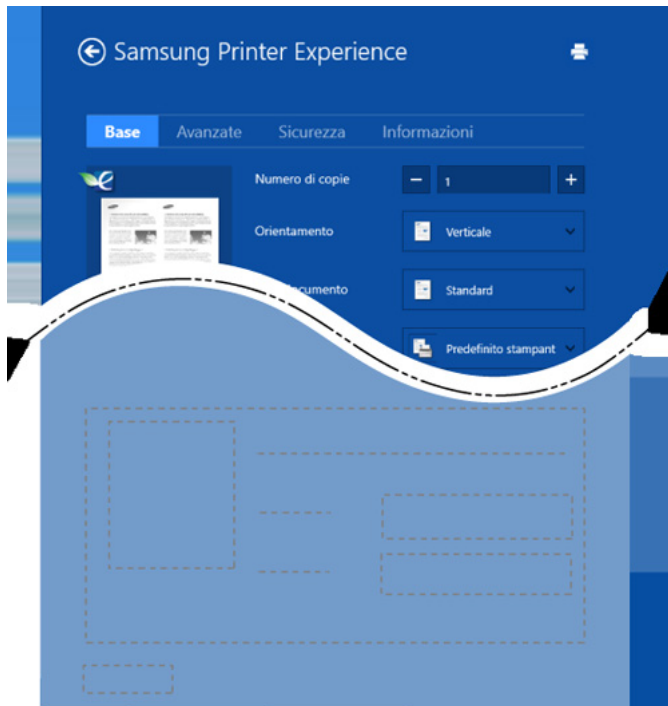 Samsung Printer Experience
Base Avanzate Sicurezza Informazioni
Numero di copie 1
Orientamento Verticale
Standard
Predefinito stampant